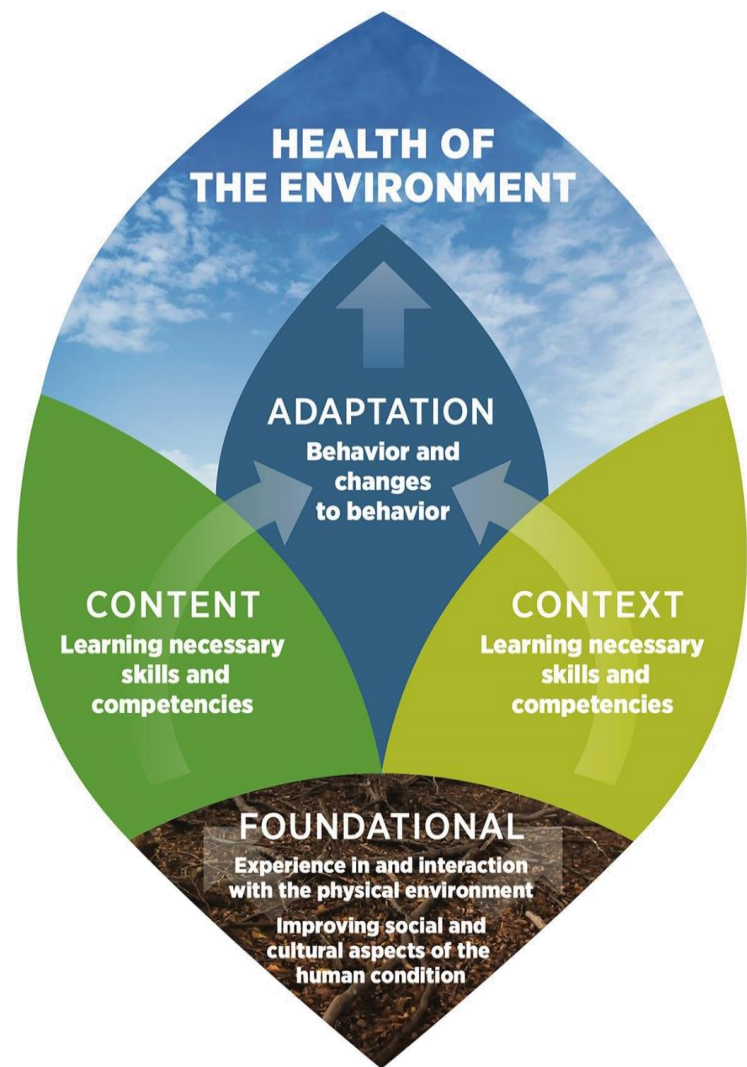 HEALTH OF
THE ENVIRONMENT
ADAPTATION
Behavior and
changes
to behavior
CONTENT
Learning necessary
skills and
competencies
CONTEXT
Learning necessary
skills and
competencies
FOUNDATIONAL
Experience in and interaction
with the physical environment
Improving social and
cultural aspects of the
human condition